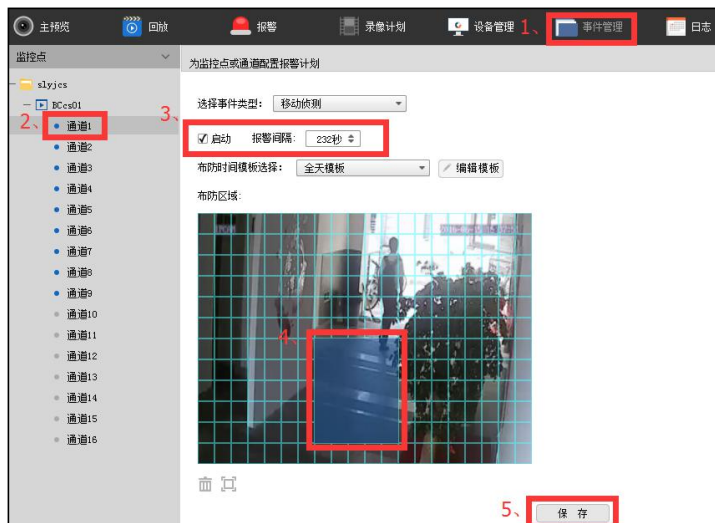 主预览 回放 报警 录像计划 设备管理 1、 事件管理 日志
监控点
为监控点或通道配置报警计划
slyjcs
BCcs01
2、 通道1
通道2
通道3
通道4
通道5
通道6
通道7
通道8
通道9
通道10
通道11
通道12
通道13
通道14
通道15
通道16
选择事件类型: 移动侦测
3、 启动 报警间隔: 232秒
布防时间模板选择: 全天模板 编辑模板
布防区域:
IPCAM
4、
5、 保存